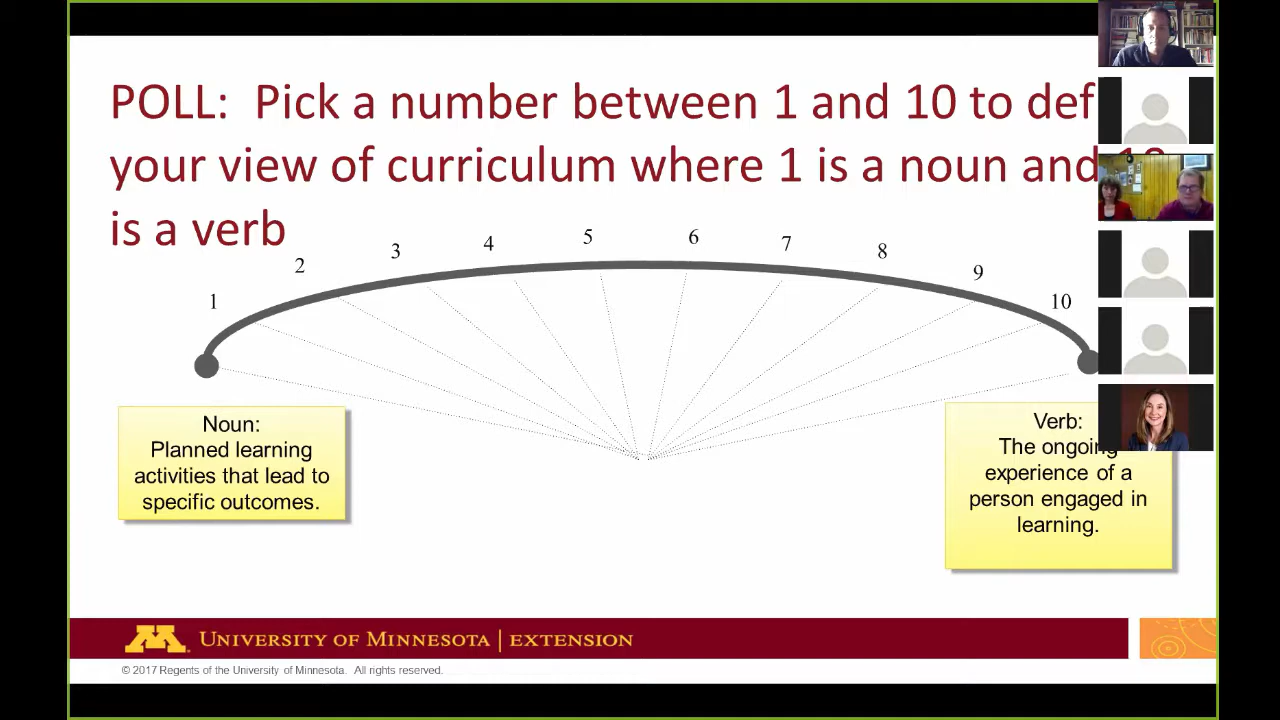 POLL: Pick a number between 1 and 10 to def
your view of curriculum where 1 is a noun and 10
is a verb
1
2
3
4
5
6
7
8
9
10
Noun:
Planned learning
activities that lead to
specific outcomes.
Verb:
The ongoing
experience of a
person engaged in
learning.
UNIVERSITY OF MINNESOTA | EXTENSION
© 2017 Regents of the University of Minnesota. All rights reserved.